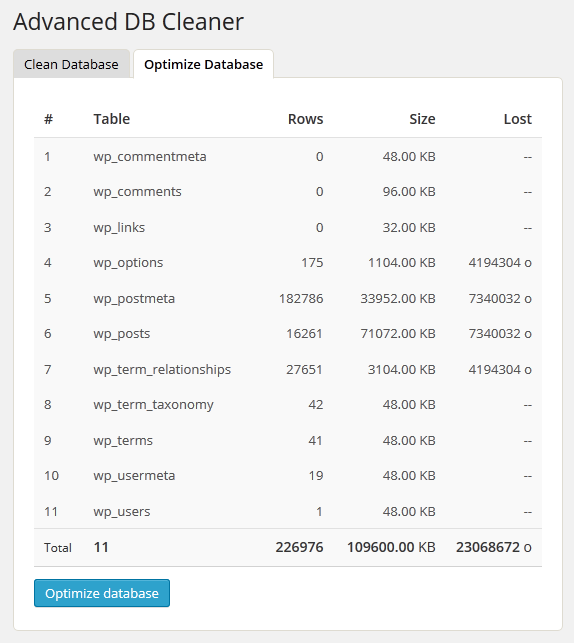 Advanced DB Cleaner
Clean Database Optimize Database
# Table Rows Size Lost
1 wp_commentmeta 0 48.00 KB --
2 wp_comments 0 96.00 KB --
3 wp_links 0 32.00 KB --
4 wp_options 175 1104.00 KB 4194304 o
5 wp_postmeta 182786 33952.00 KB 7340032 o
6 wp_posts 16261 71072.00 KB 7340032 o
7 wp_term_relationships 27651 3104.00 KB 4194304 o
8 wp_term_taxonomy 42 48.00 KB --
9 wp_terms 41 48.00 KB --
10 wp_usermeta 19 48.00 KB --
11 wp_users 1 48.00 KB --
Total 11 226976 109600.00 KB 23068672 o
Optimize database